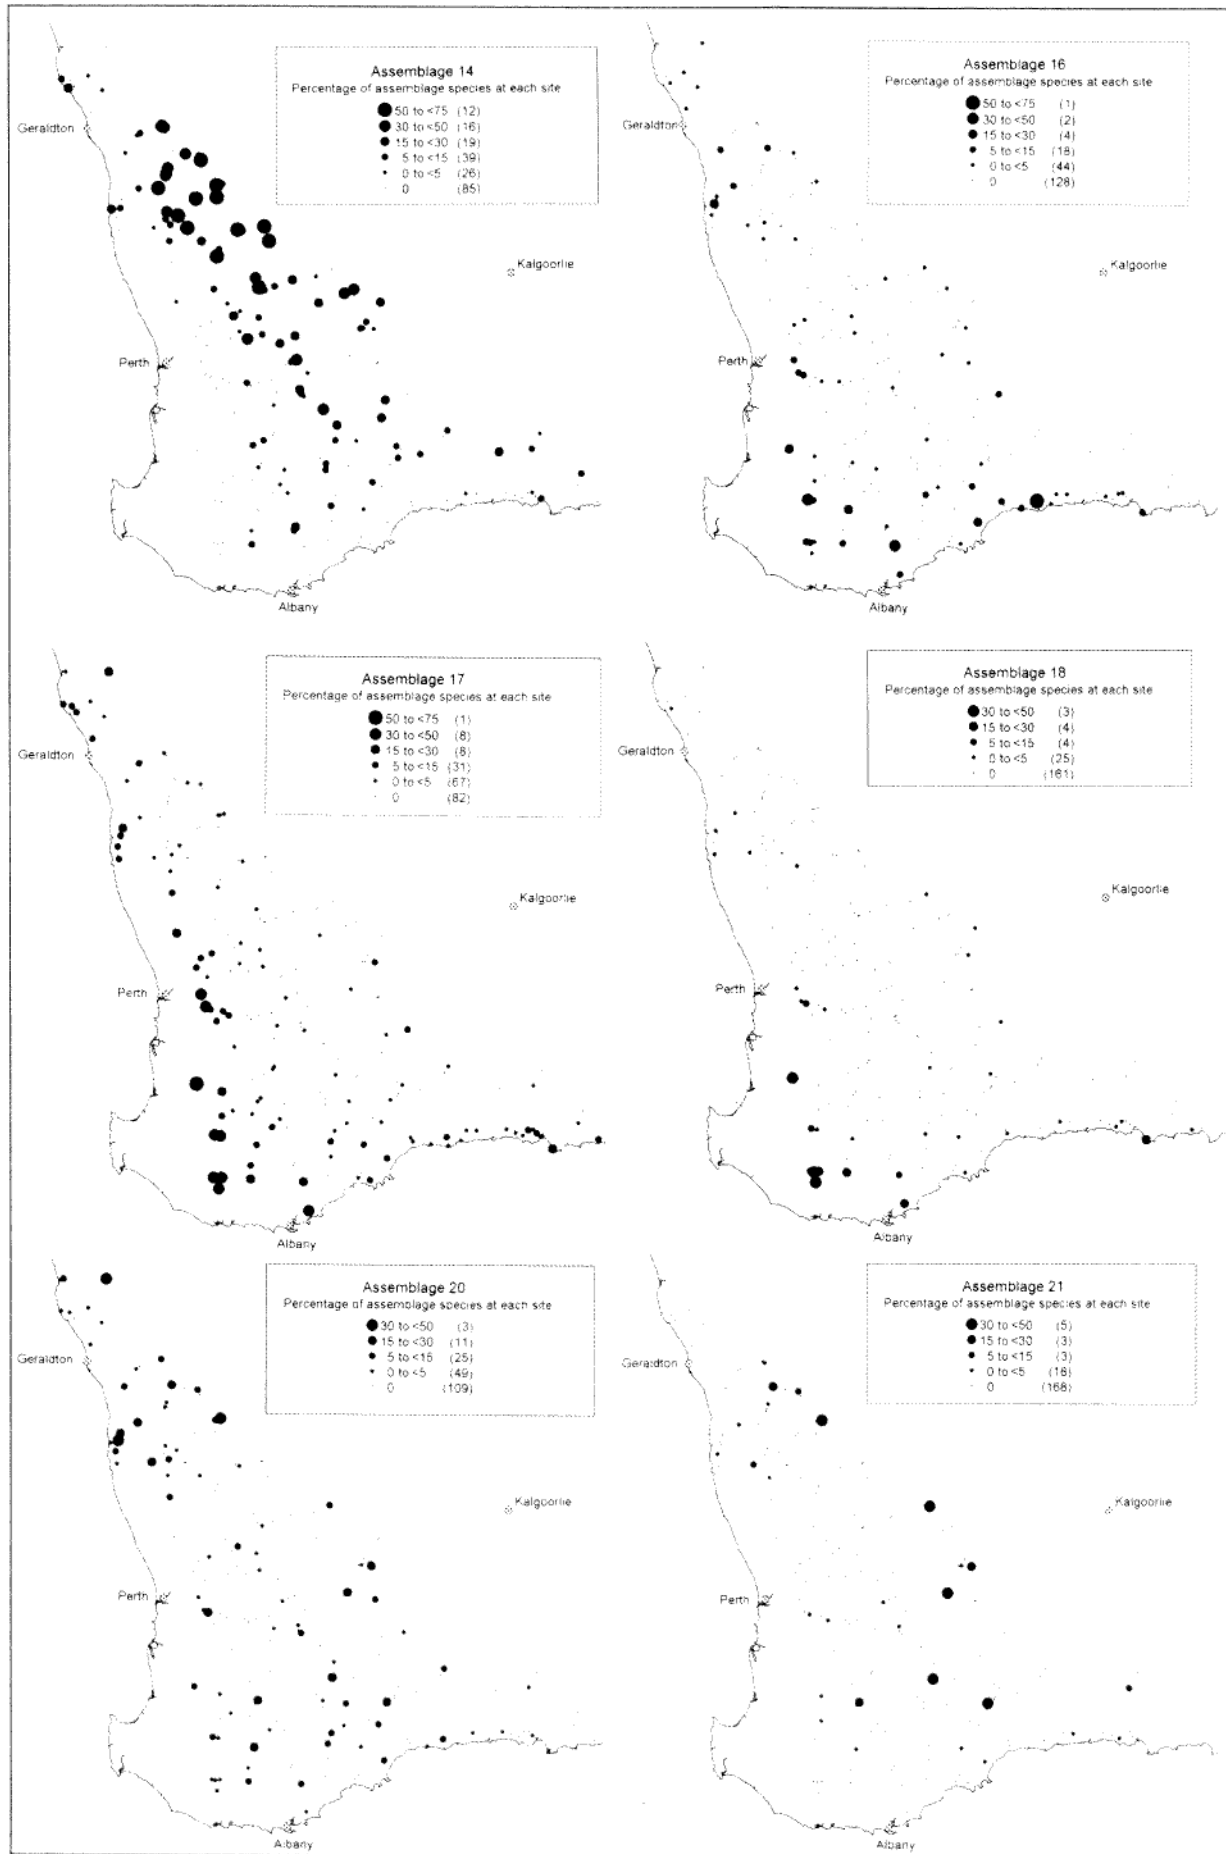 Assemblage 14
Percentage of assemblage species at each site
50 to <75 (12)
30 to <50 (16)
15 to <30 (19)
5 to <15 (39)
0 to <5 (26)
0 (85)
Geraldton
Kalgoorlie
Perth
Albany
Assemblage 16
Percentage of assemblage species at each site
50 to <75 (1)
30 to <50 (2)
15 to <30 (4)
5 to <15 (18)
0 to <5 (44)
0 (128)
Geraldton
Kalgoorlie
Perth
Albany
Assemblage 17
Percentage of assemblage species at each site
50 to <75 (1)
30 to <50 (8)
15 to <30 (8)
5 to <15 (31)
0 to <5 (67)
0 (82)
Geraldton
Kalgoorlie
Perth
Albany
Assemblage 18
Percentage of assemblage species at each site
30 to <50 (3)
15 to <30 (4)
5 to <15 (4)
0 to <5 (25)
0 (161)
Geraldton
Kalgoorlie
Perth
Albany
Assemblage 20
Percentage of assemblage species at each site
30 to <50 (3)
15 to <30 (11)
5 to <15 (25)
0 to <5 (49)
0 (109)
Geraldton
Kalgoorlie
Perth
Albany
Assemblage 21
Percentage of assemblage species at each site
30 to <50 (5)
15 to <30 (3)
5 to <15 (3)
0 to <5 (18)
0 (168)
Geraldton
Kalgoorlie
Perth
Albany